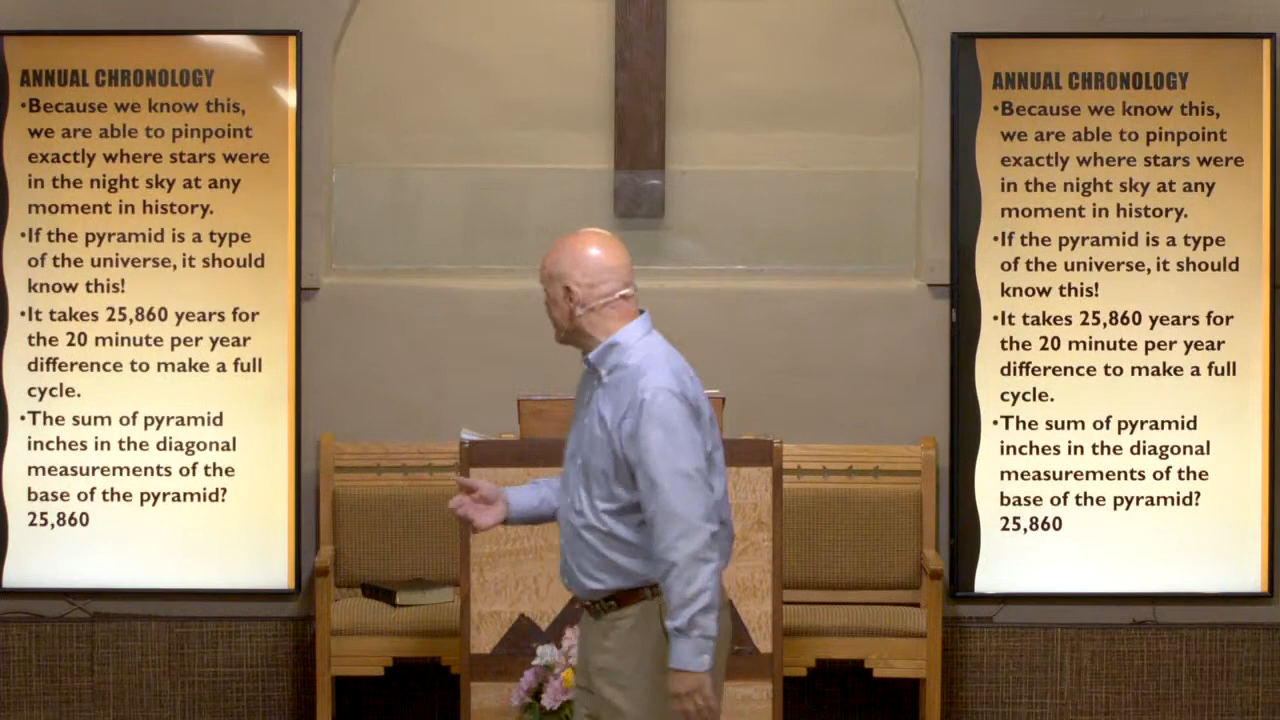 ANNUAL CHRONOLOGY
•Because we know this,
we are able to pinpoint
exactly where stars were
in the night sky at any
moment in history.
•If the pyramid is a type
of the universe, it should
know this!
•It takes 25,860 years for
the 20 minute per year
difference to make a full
cycle.
•The sum of pyramid
inches in the diagonal
measurements of the
base of the pyramid?
25,860
ANNUAL CHRONOLOGY
•Because we know this,
we are able to pinpoint
exactly where stars were
in the night sky at any
moment in history.
•If the pyramid is a type
of the universe, it should
know this!
•It takes 25,860 years for
the 20 minute per year
difference to make a full
cycle.
•The sum of pyramid
inches in the diagonal
measurements of the
base of the pyramid?
25,860